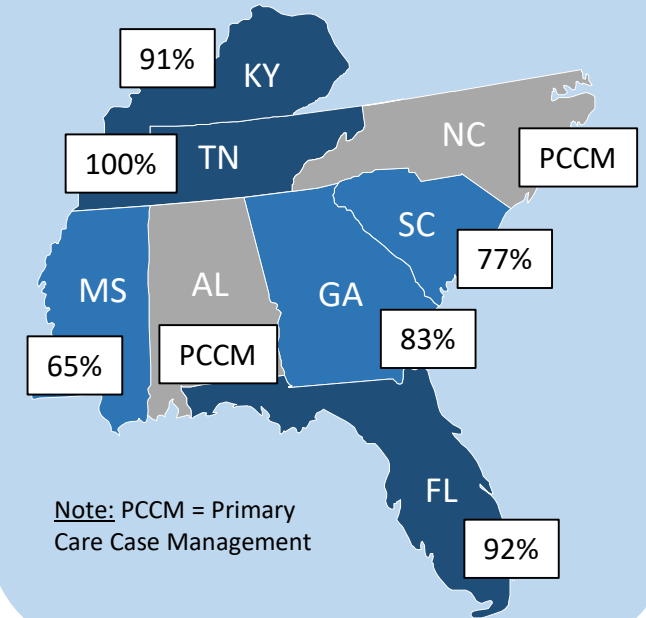 91%
KY
NC
PCCM
100%
TN
SC
77%
MS
AL
GA
65%
PCCM
83%
FL
92%
Note: PCCM = Primary
Care Case Management